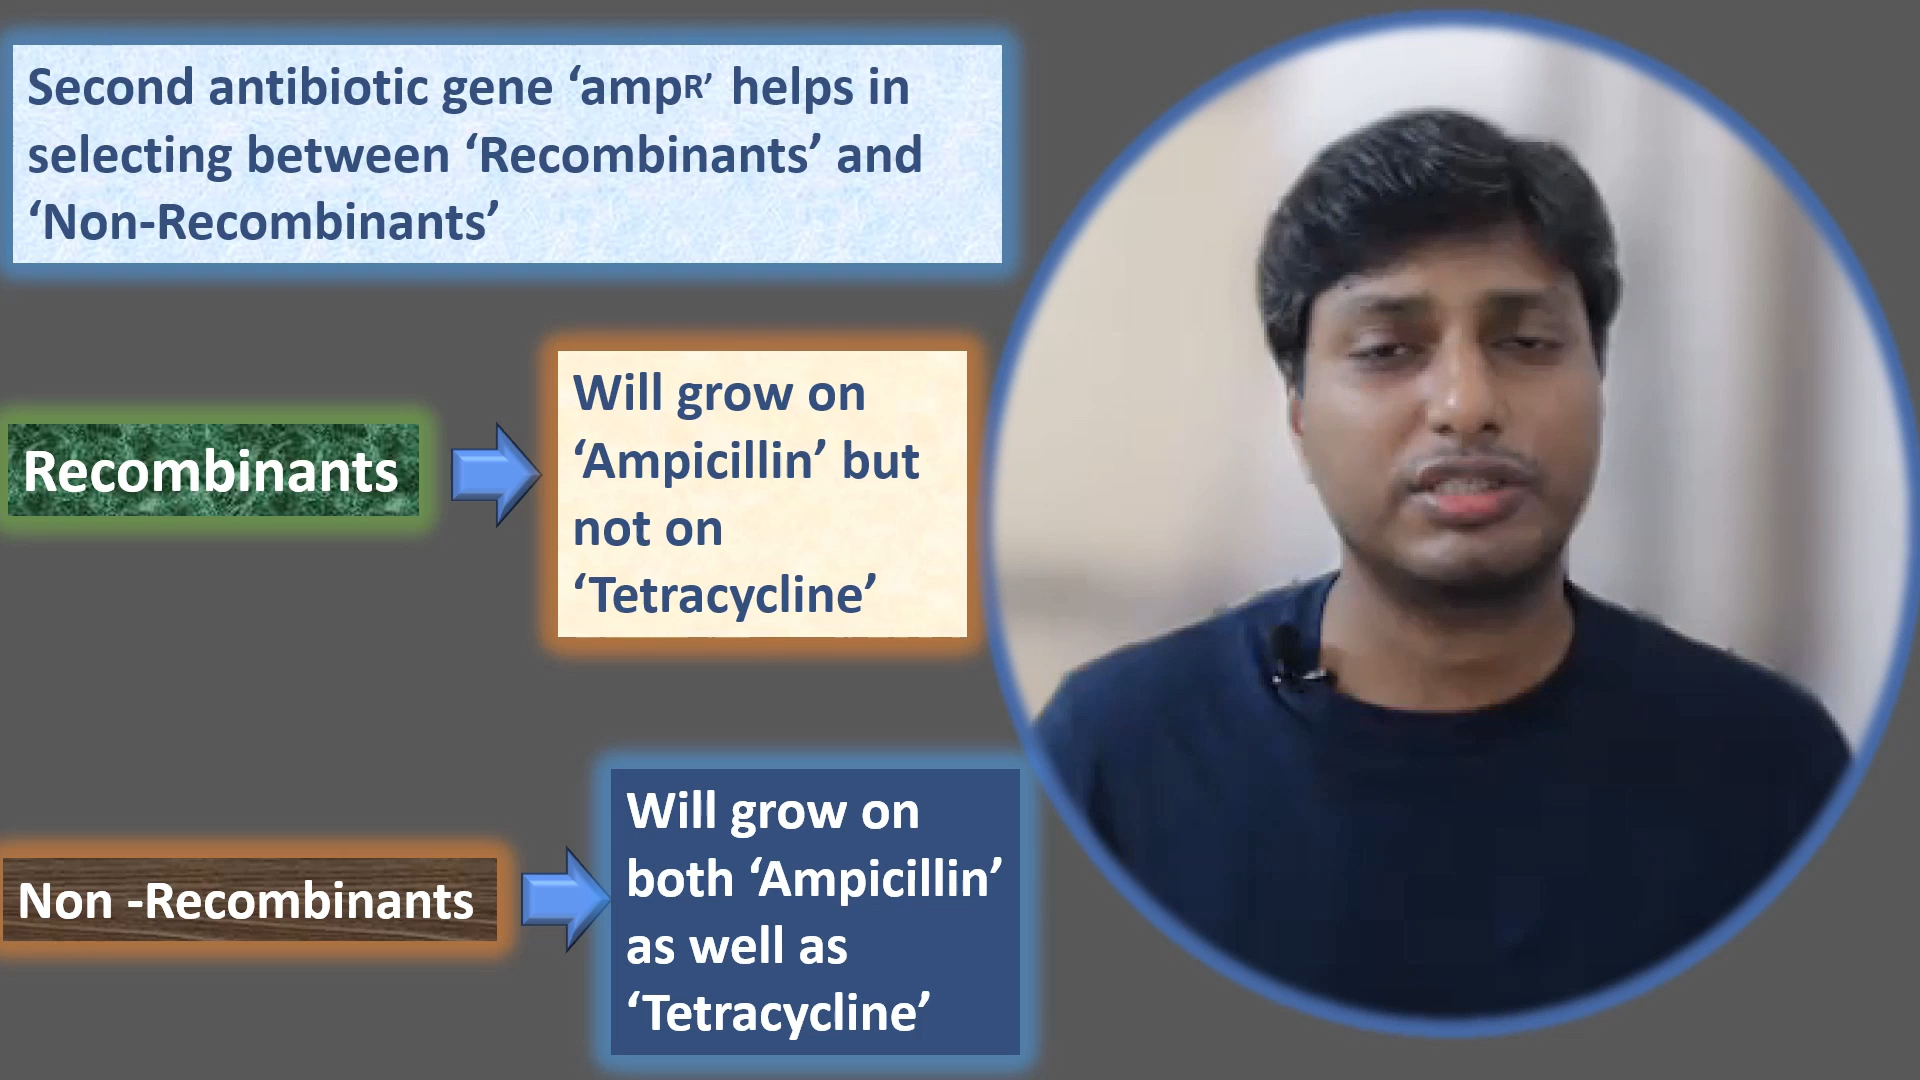 Second antibiotic gene ‘ampR’ helps in
selecting between ‘Recombinants’ and
‘Non-Recombinants’
Recombinants
Will grow on
‘Ampicillin’ but
not on
‘Tetracycline’
Non -Recombinants
Will grow on
both ‘Ampicillin’
as well as
‘Tetracycline’